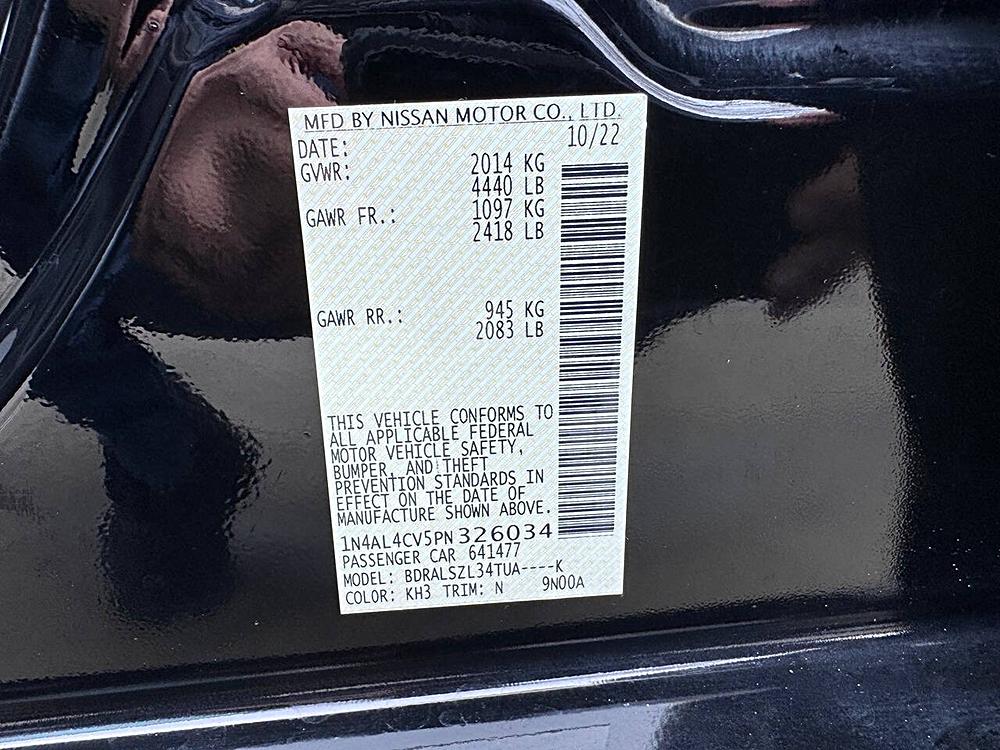 MFD BY NISSAN MOTOR CO., LTD.
DATE: 10/22
GVWR: 2014 KG
4440 LB
GAWR FR.: 1097 KG
2418 LB
GAWR RR.: 945 KG
2083 LB
THIS VEHICLE CONFORMS TO
ALL APPLICABLE FEDERAL
MOTOR VEHICLE SAFETY,
BUMPER, AND THEFT
PREVENTION STANDARDS IN
EFFECT ON THE DATE OF
MANUFACTURE SHOWN ABOVE.
1N4AL4CV5PN326034
PASSENGER CAR 641477
MODEL: BDRALSZL34TUA----K
COLOR: KH3 TRIM: N 9N00A